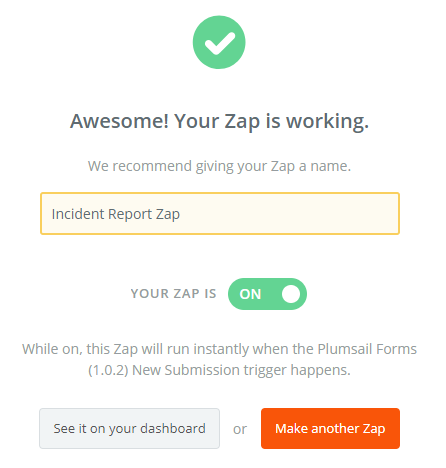 Awesome! Your Zap is working.
We recommend giving your Zap a name.
Incident Report Zap
YOUR ZAP IS ON
While on, this Zap will run instantly when the Plumsail Forms
(1.0.2) New Submission trigger happens.
See it on your dashboard or Make another Zap